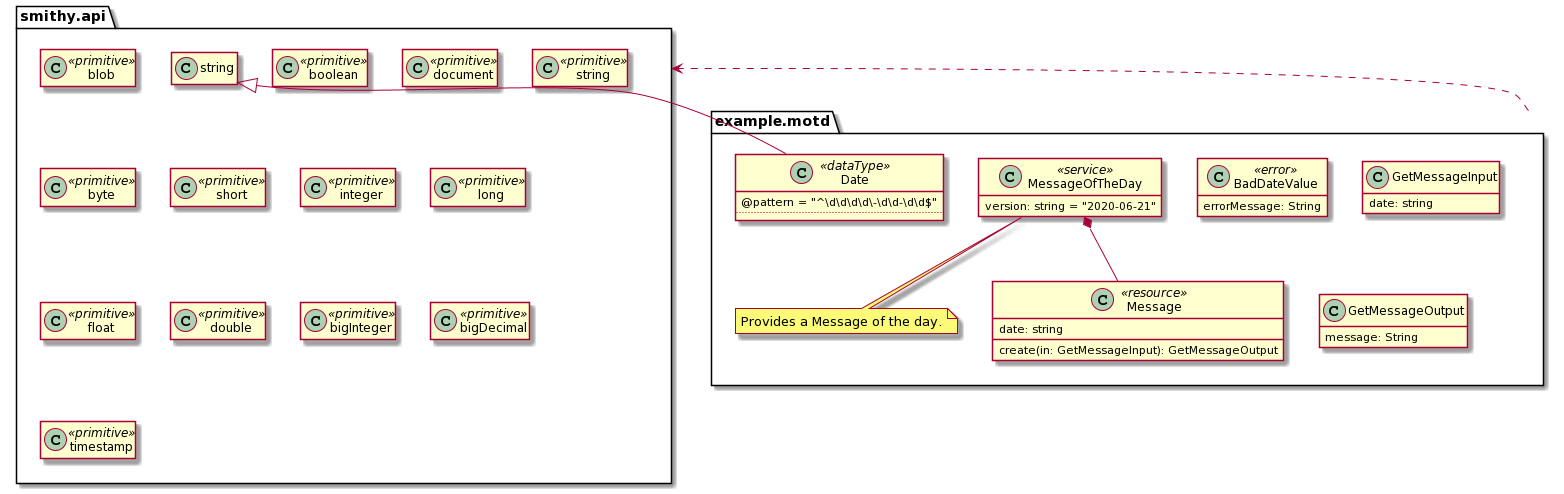 smithy.api
C «primitive»
blob
C string
C «primitive»
boolean
C «primitive»
document
C «primitive»
string
C «primitive»
byte
C «primitive»
short
C «primitive»
integer
C «primitive»
long
C «primitive»
float
C «primitive»
double
C «primitive»
bigInteger
C «primitive»
bigDecimal
C «primitive»
timestamp
example.motd
C «dataType»
Date
@pattern = "^\d\d\d\d\-\d\d-\d\d$"
C «service»
MessageOfTheDay
version: string = "2020-06-21"
C «error»
BadDateValue
errorMessage: String
C GetMessageInput
date: string
Provides a Message of the day.
C «resource»
Message
date: string
create(in: GetMessageInput): GetMessageOutput
C GetMessageOutput
message: String